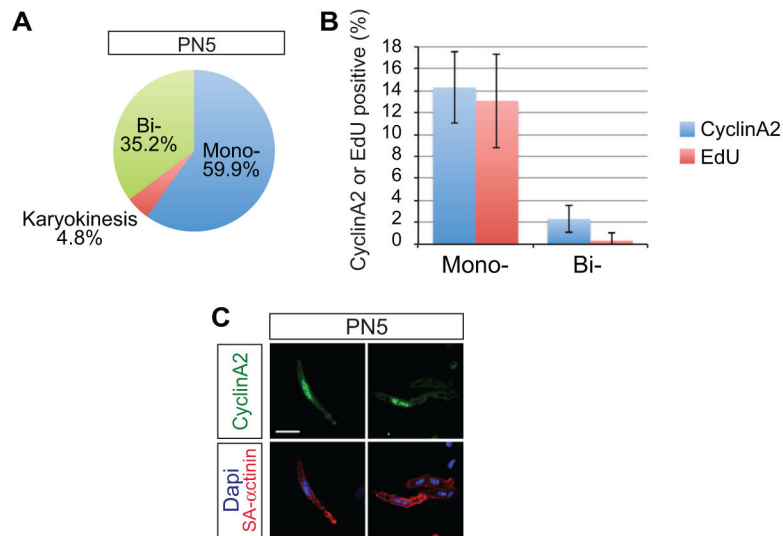 A
PN5
Bi-
35.2%
Mono-
59.9%
Karyokinesis
4.8%
B
CyclinA2 or EdU positive (%)
18
16
14
12
10
8
6
4
2
0
Mono-
Bi-
CyclinA2
EdU
C
PN5
CyclinA2
Dapi
SA-αctinin